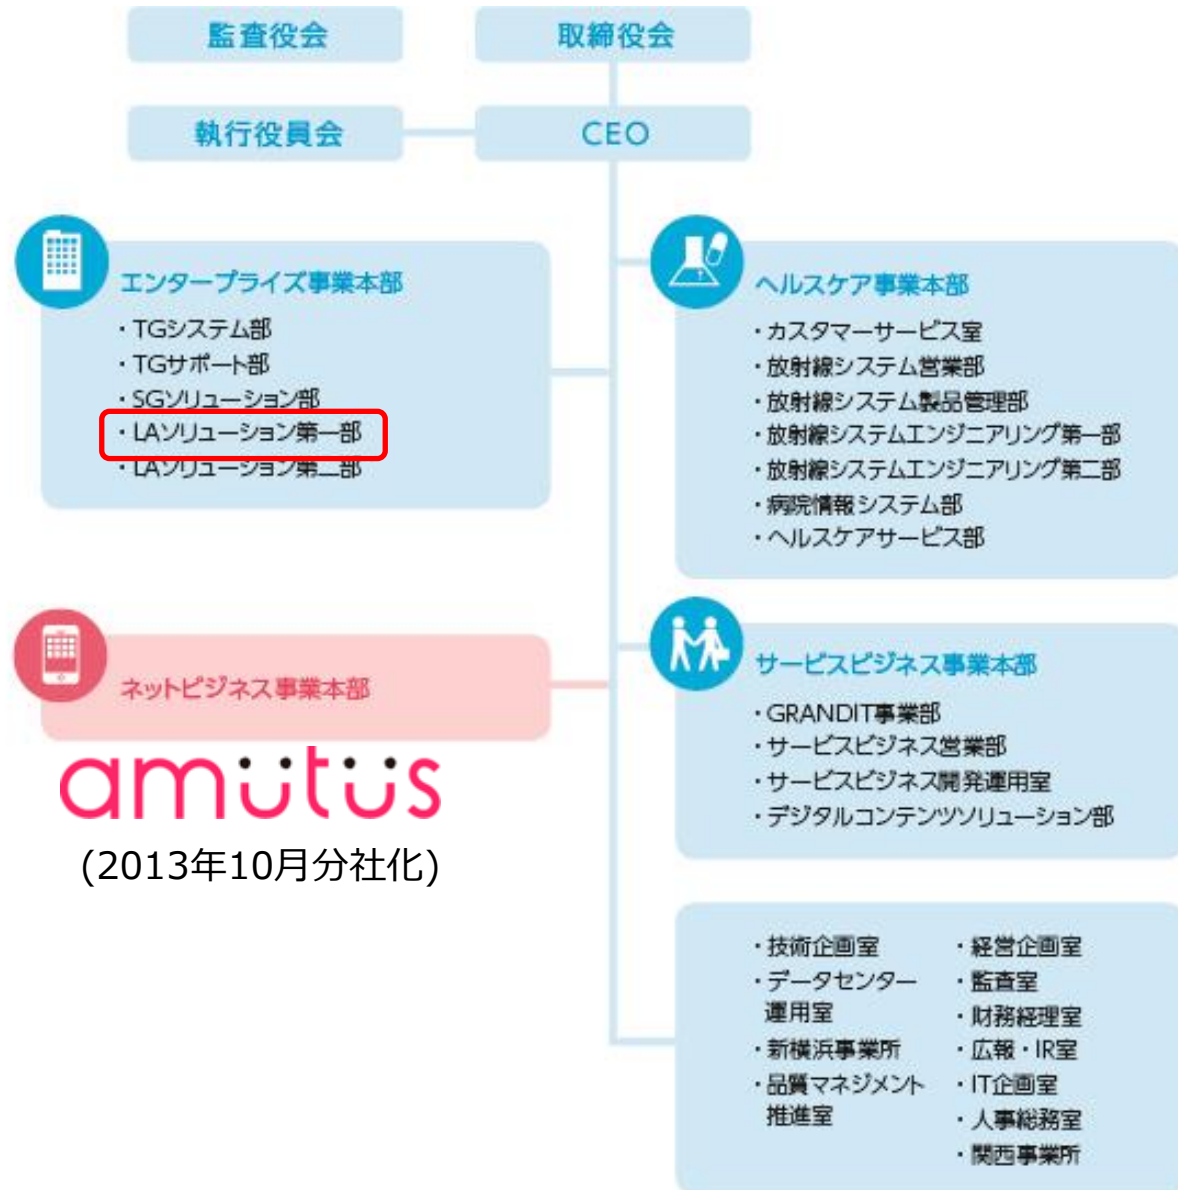 監査役会
取締役会
執行役員会
CEO
エンタープライズ事業本部
・TGシステム部
・TGサポート部
・SGソリューション部
・LAソリューション第一部
・LAソリューション第二部
ヘルスケア事業本部
・カスタマーサービス室
・放射線システム営業部
・放射線システム製品管理部
・放射線システムエンジニアリング第一部
・放射線システムエンジニアリング第二部
・病院情報システム部
・ヘルスケアサービス部
ネットビジネス事業本部
amutus
(2013年10月分社化)
サービスビジネス事業本部
・GRANDIT事業部
・サービスビジネス営業部
・サービスビジネス開発運用室
・デジタルコンテンツソリューション部
・技術企画室
・データセンター
運用室
・新横浜事業所
・品質マネジメント
推進室
・経営企画室
・監査室
・財務経理室
・広報・IR室
・IT企画室
・人事総務室
・関西事業所